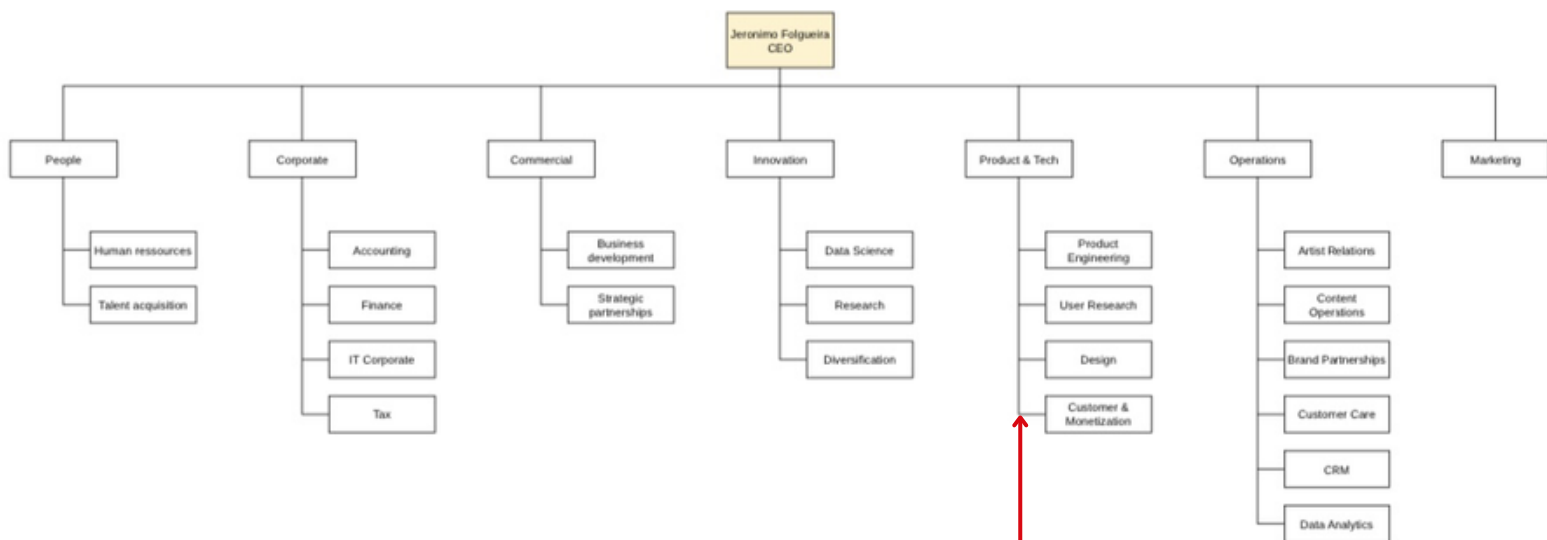 Jeronimo Folgueira
CEO
People
Corporate
Commercial
Innovation
Product & Tech
Operations
Marketing
Human ressources
Talent acquisition
Accounting
Finance
IT Corporate
Tax
Business
development
Strategic
partnerships
Data Science
Research
Diversification
Product
Engineering
User Research
Design
Customer &
Monetization
Artist Relations
Content
Operations
Brand Partnerships
Customer Care
CRM
Data Analytics